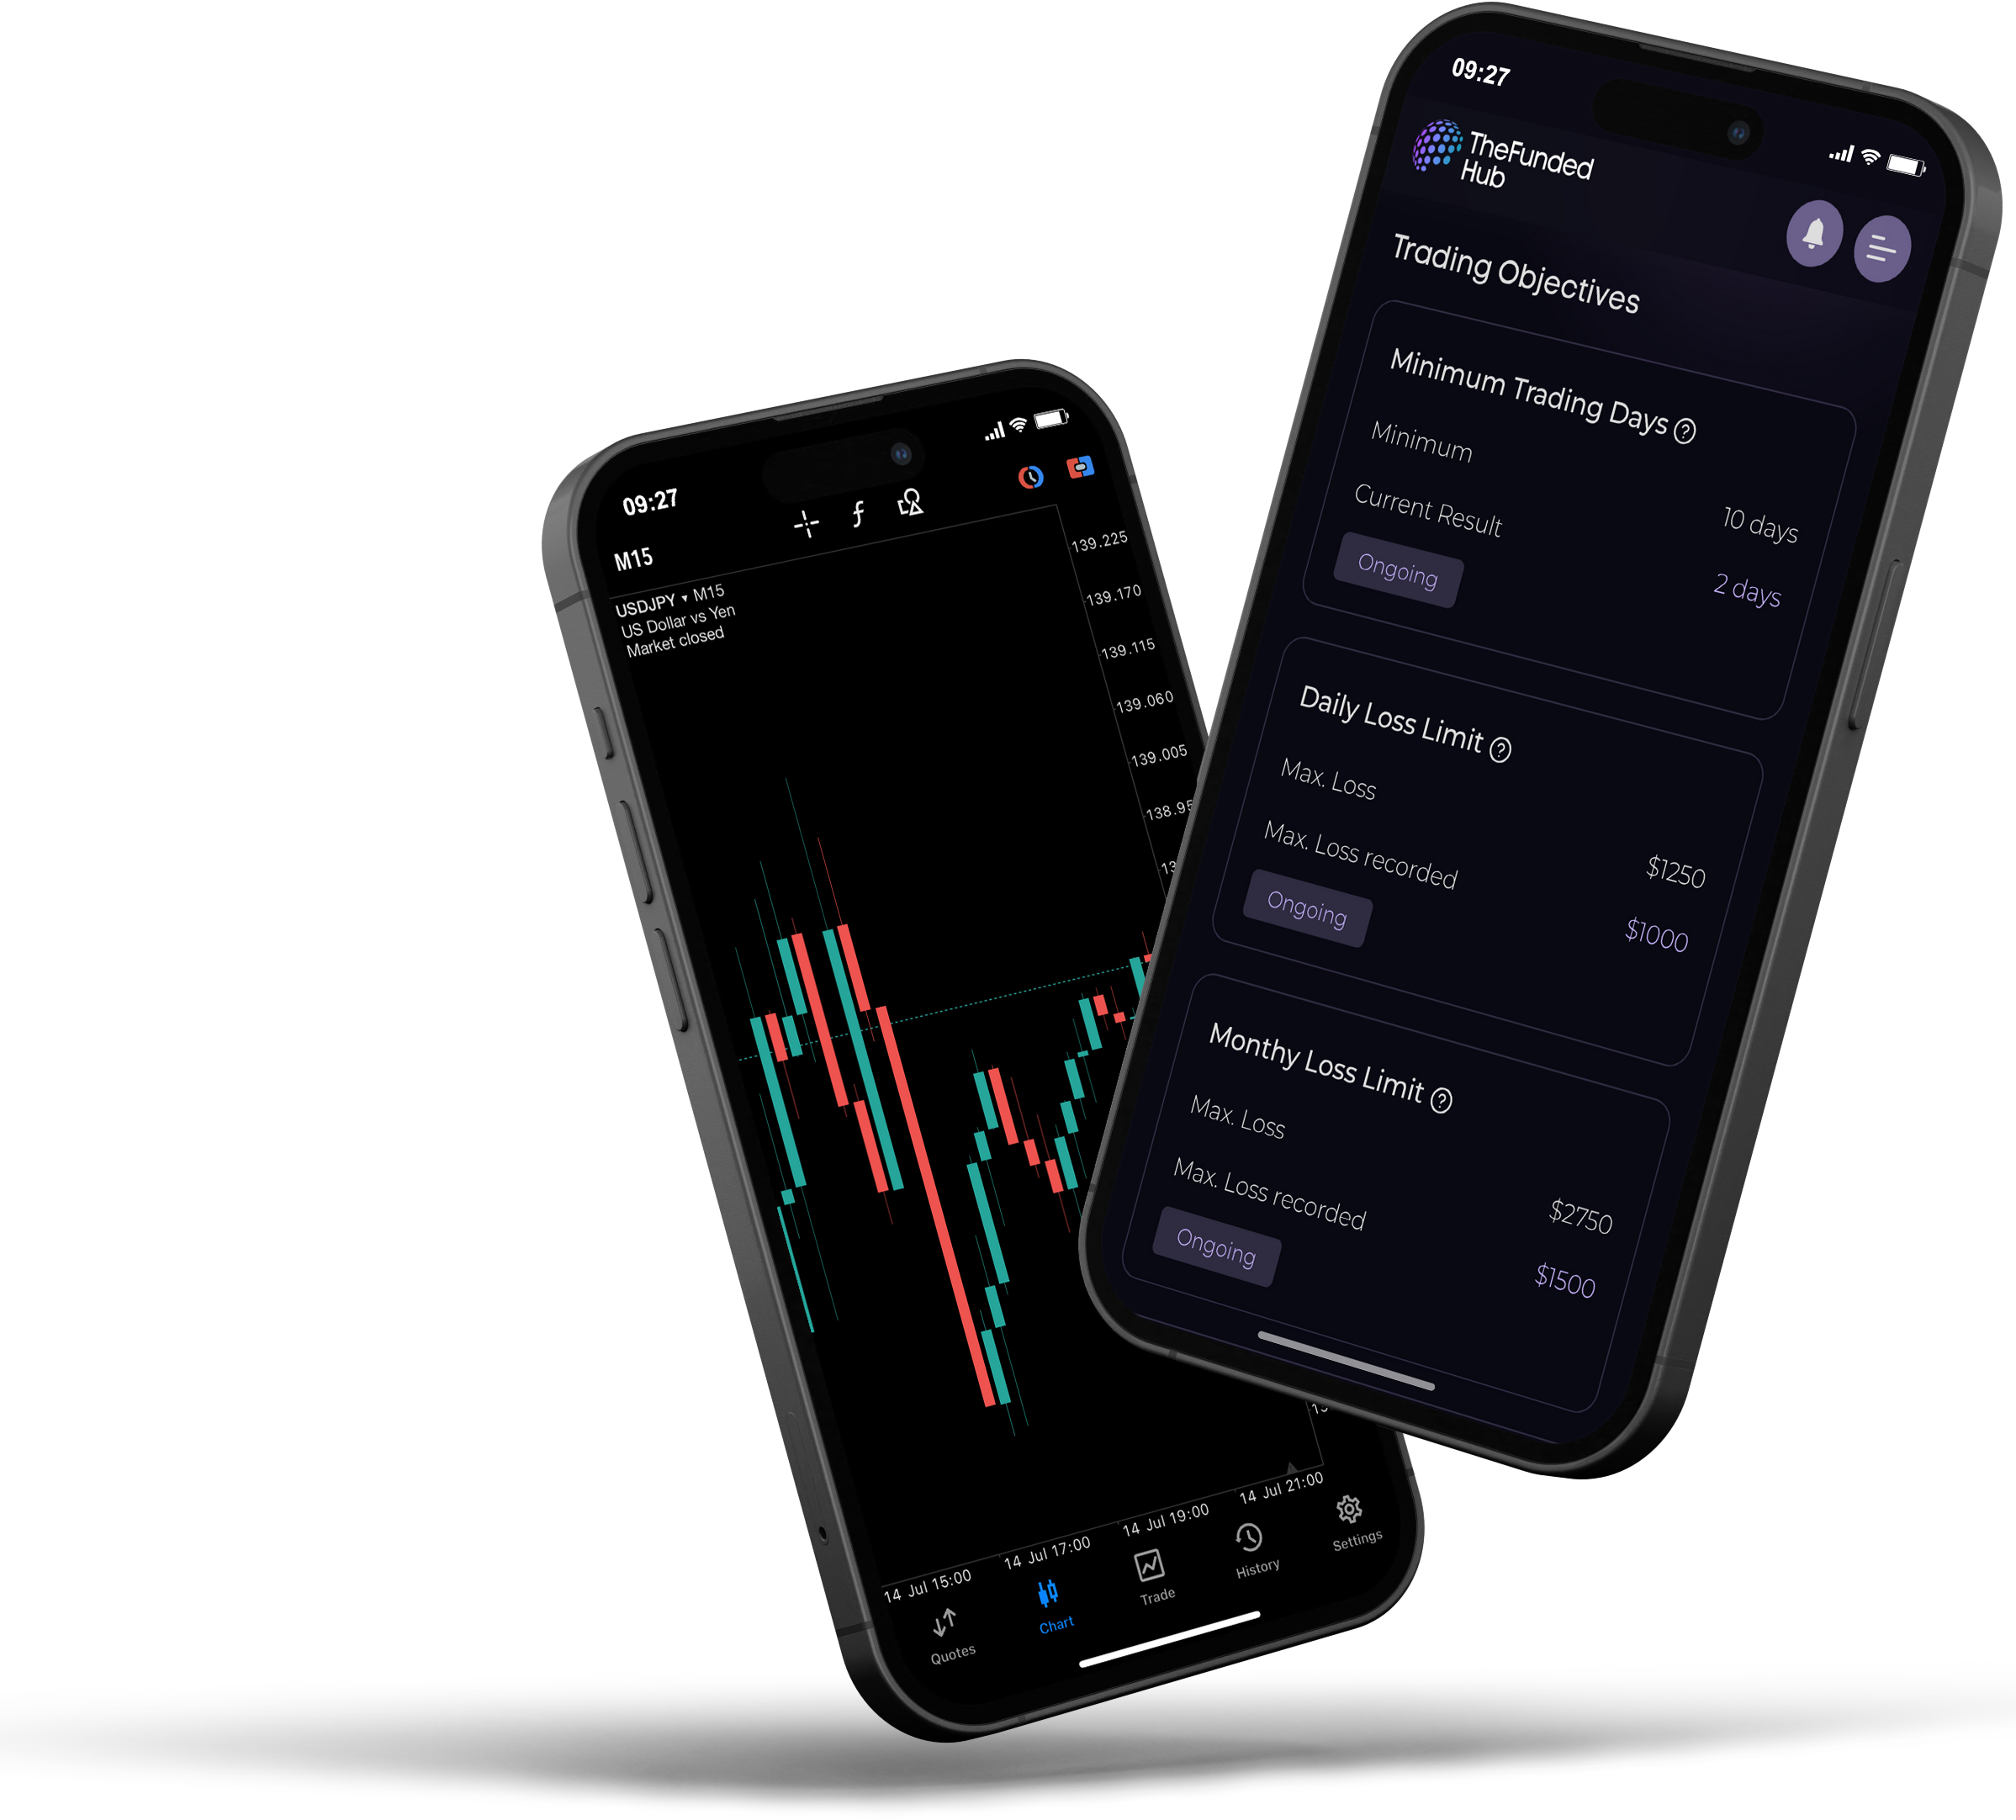 09:27
M15
USDJPY ▾ M15
US Dollar vs Yen
Market closed
139.225
139.170
139.115
139.060
139.005
14 Jul 15:00
14 Jul 17:00
14 Jul 19:00
14 Jul 21:00
Quotes
Chart
Trade
History
Settings
09:27
TheFunded
Hub
Trading Objectives
Minimum Trading Days ?
Minimum
10 days
Current Result
2 days
Ongoing
Daily Loss Limit ?
Max. Loss
$1250
Max. Loss recorded
$1000
Ongoing
Monthy Loss Limit ?
Max. Loss
$2750
Max. Loss recorded
$1500
Ongoing